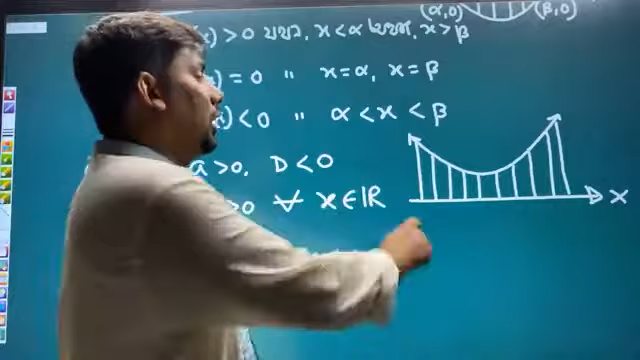 (α,0) (β,0)
) > 0 যখন, x < α অথবা, x > β
) = 0 " x = α, x = β
) < 0 " α < x < β
a > 0, D < 0
> 0 ∀ x ∈ ℝ
X